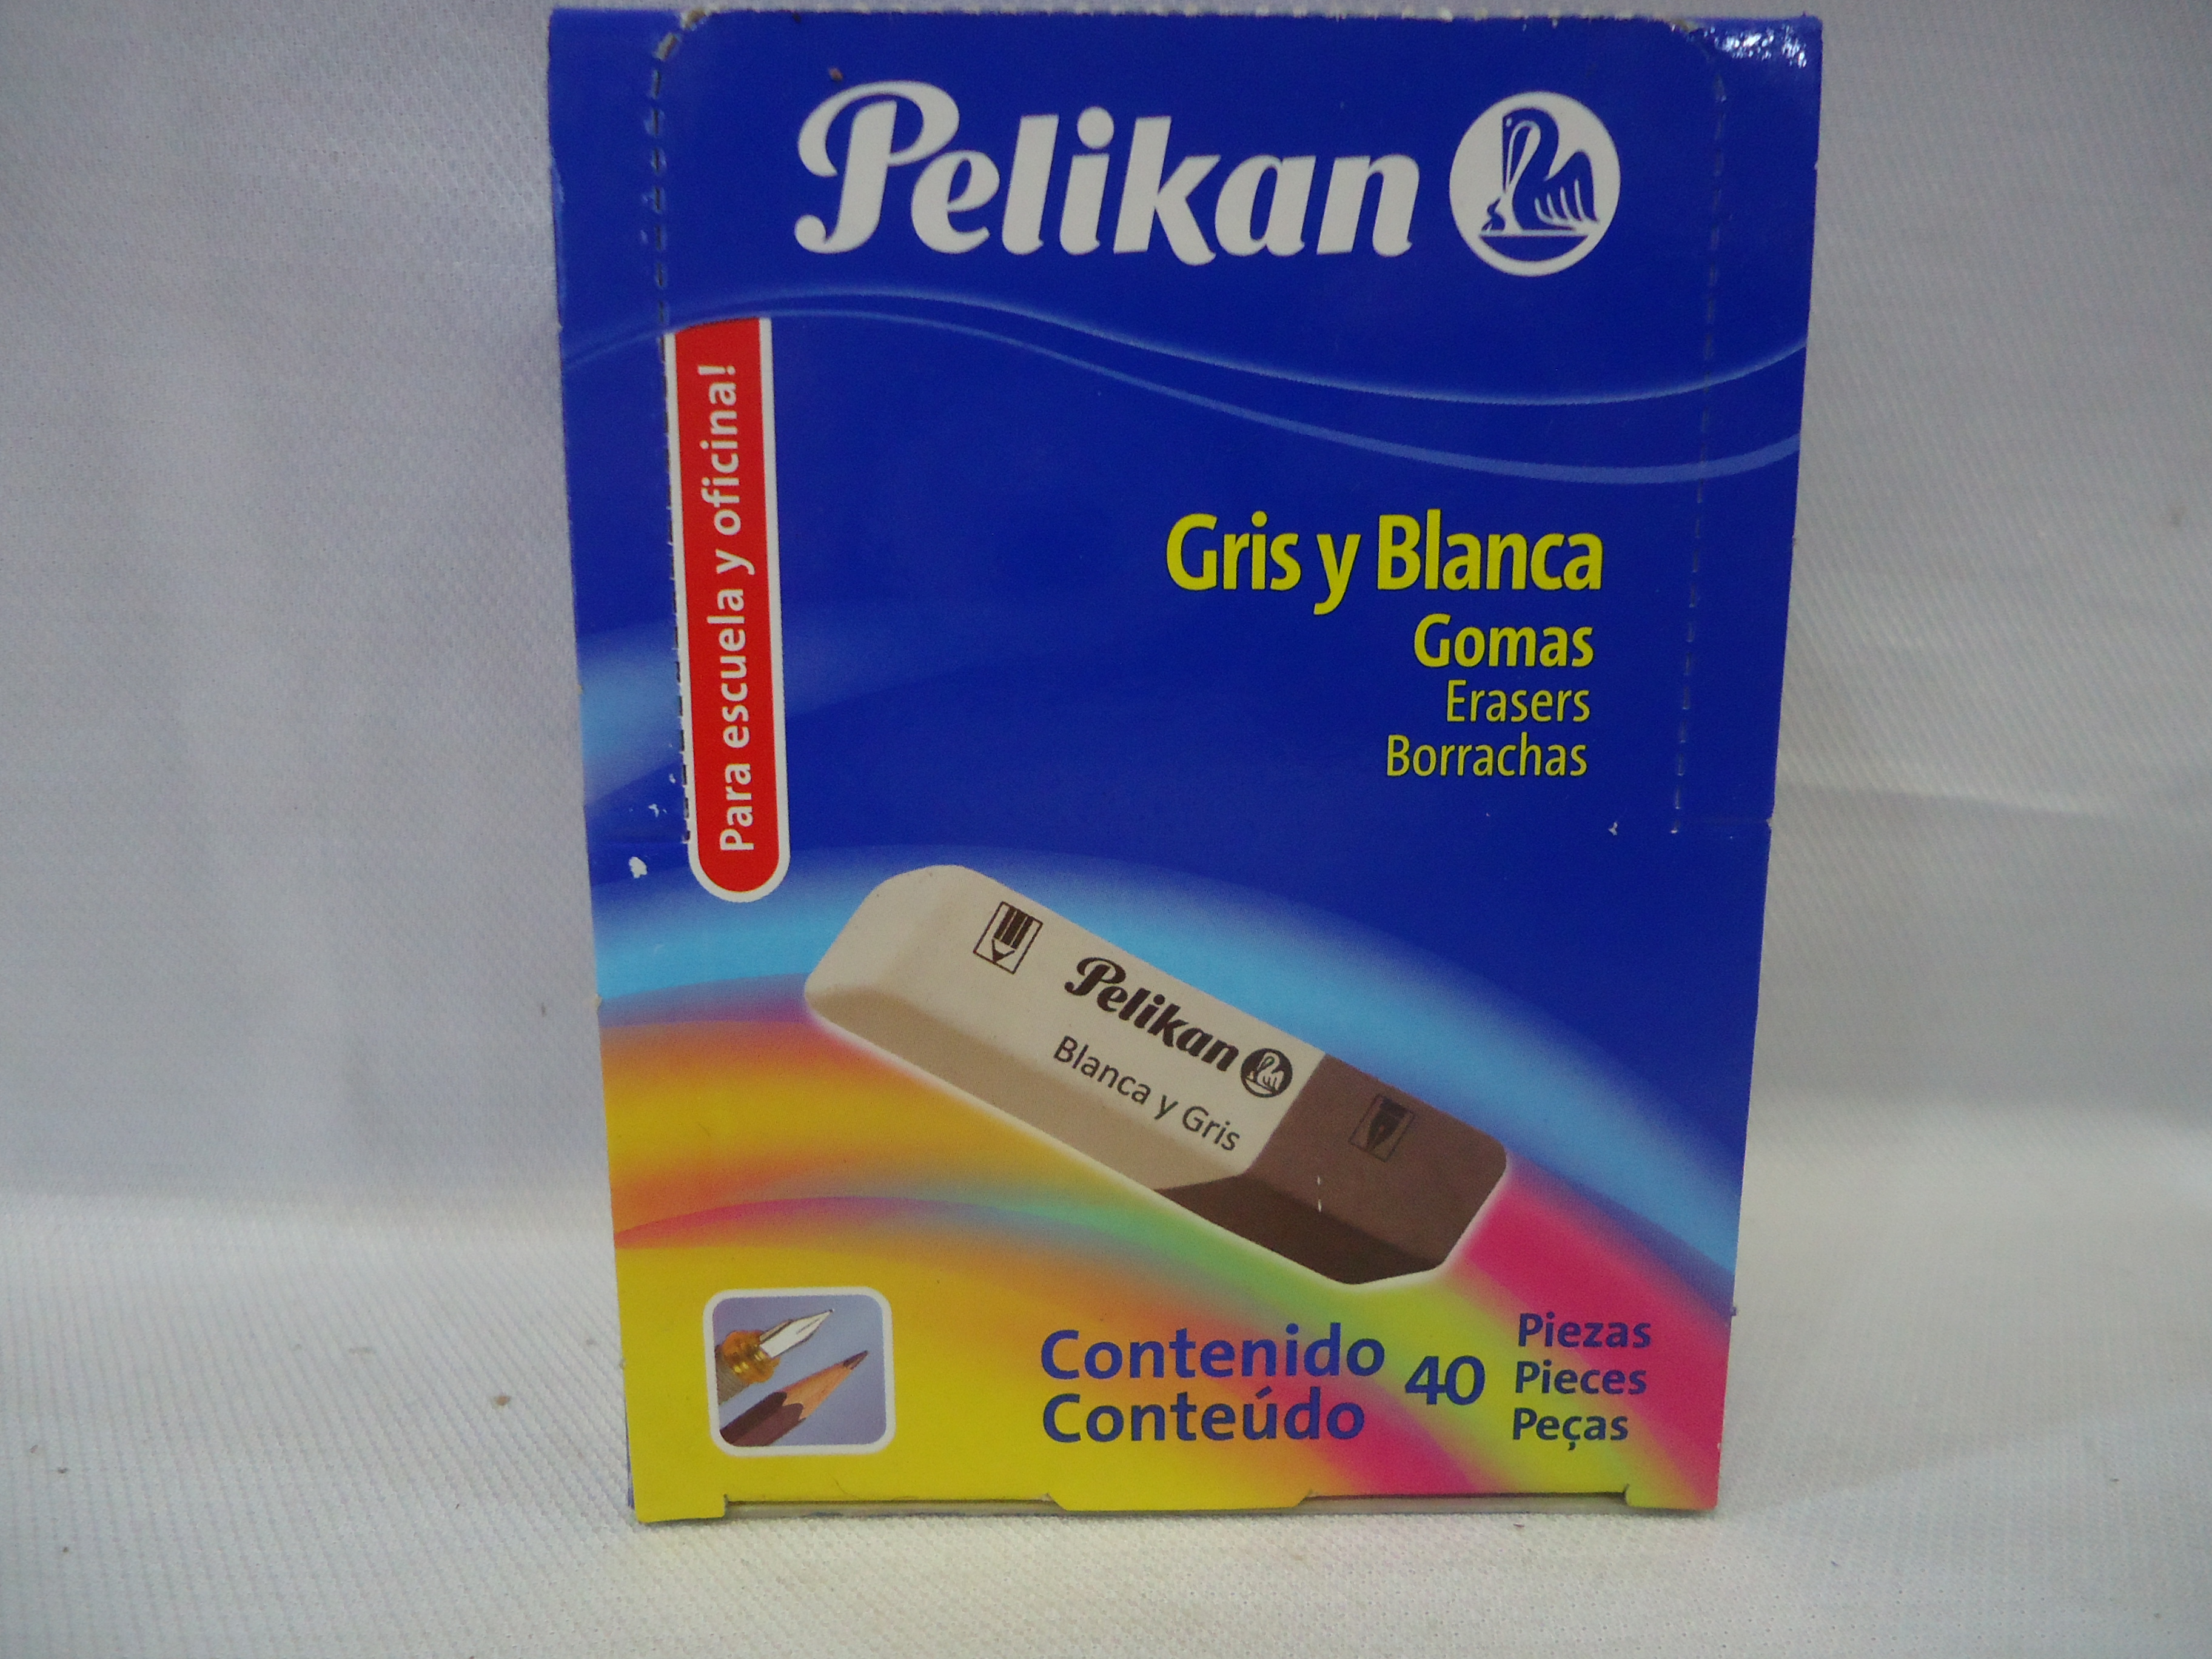 Pelikan
Para escuela y oficina!
Gris y Blanca
Gomas
Erasers
Borrachas
Pelikan
Blanca y Gris
Contenido
Conteúdo
40
Piezas
Pieces
Peças